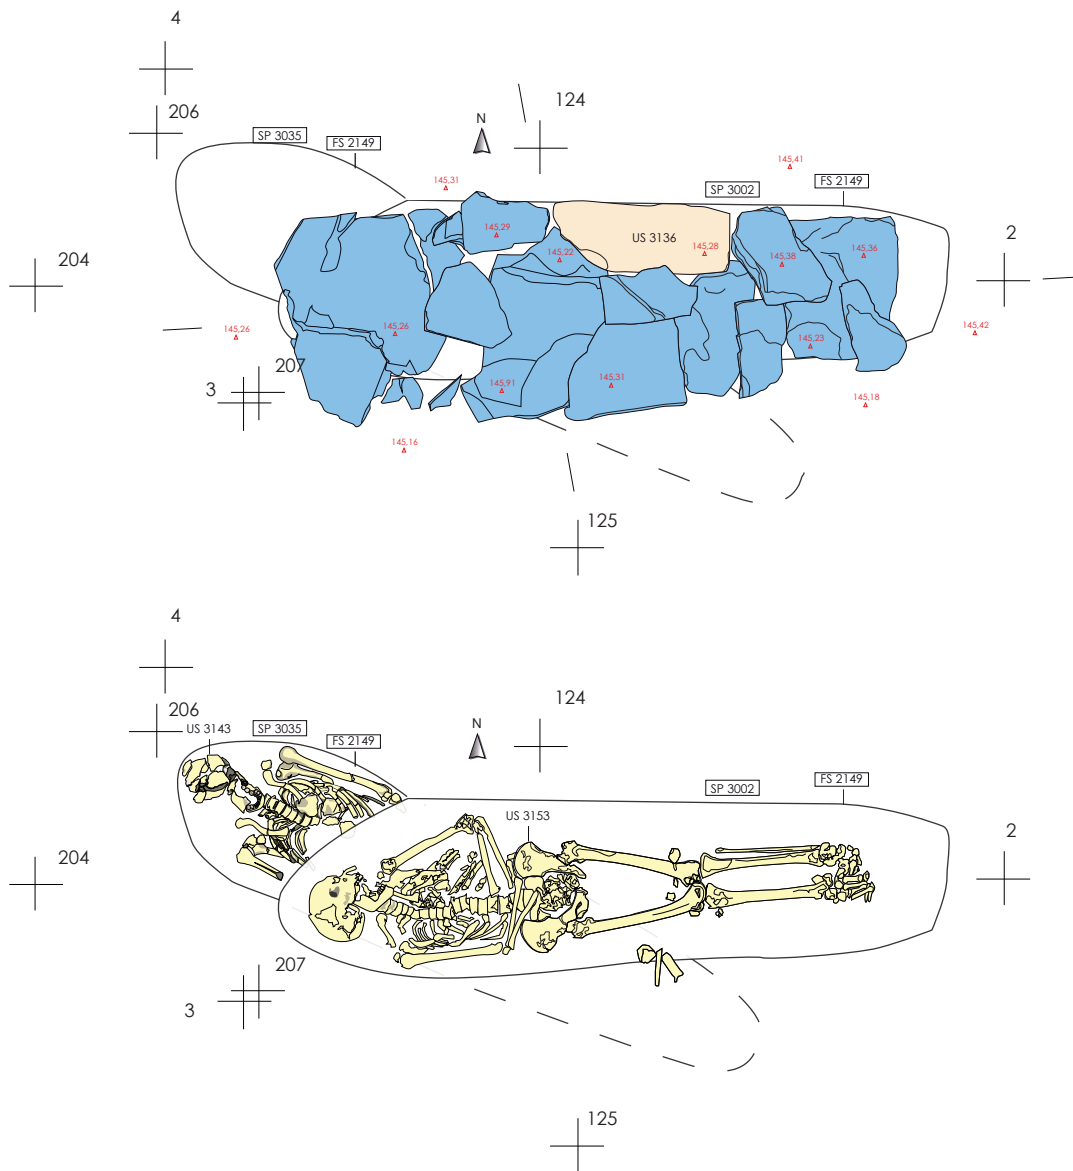 4
206
SP 3035
FS 2149
N
124
145,41
145,31
SP 3002
FS 2149
145,29
US 3136
2
145,22
145,28
145,38
145,36
204
145,26
145,26
145,23
145,42
207
3
145,91
145,31
145,18
145,16
125
4
206
US 3143
SP 3035
FS 2149
N
124
SP 3002
FS 2149
US 3153
2
204
207
3
125